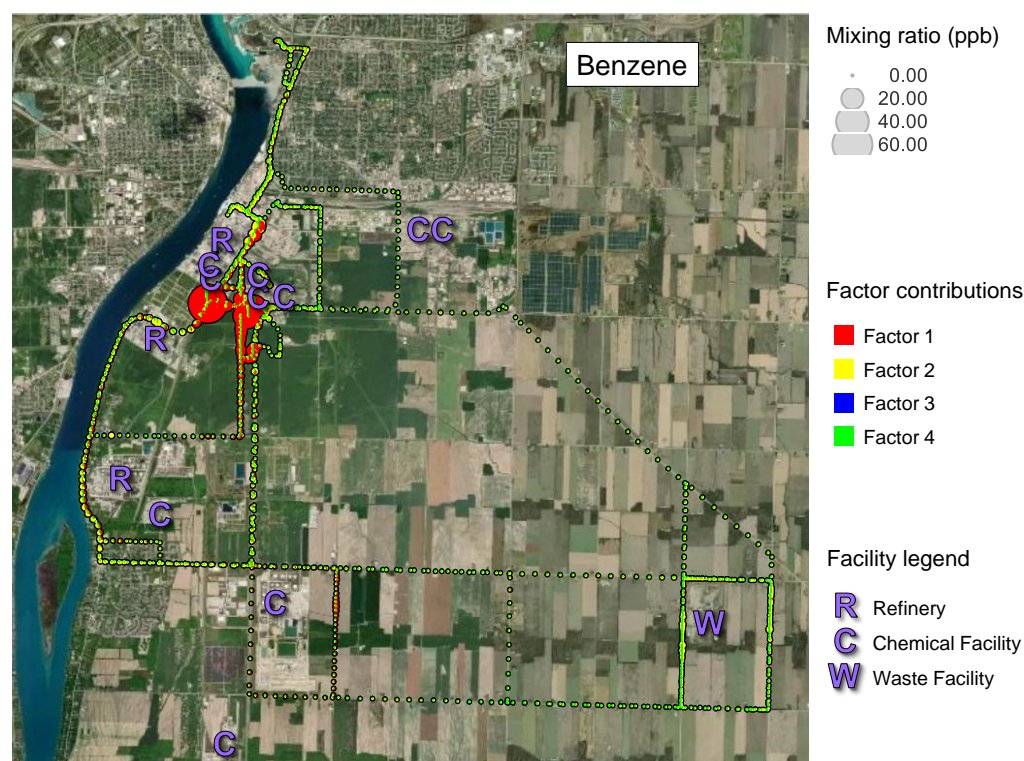 Benzene
Mixing ratio (ppb)
0.00
20.00
40.00
60.00
CC
R
C
C
C
C C
R
Factor contributions
Factor 1
Factor 2
Factor 3
Factor 4
R
C
C
W
C
Facility legend
R Refinery
C Chemical Facility
W Waste Facility